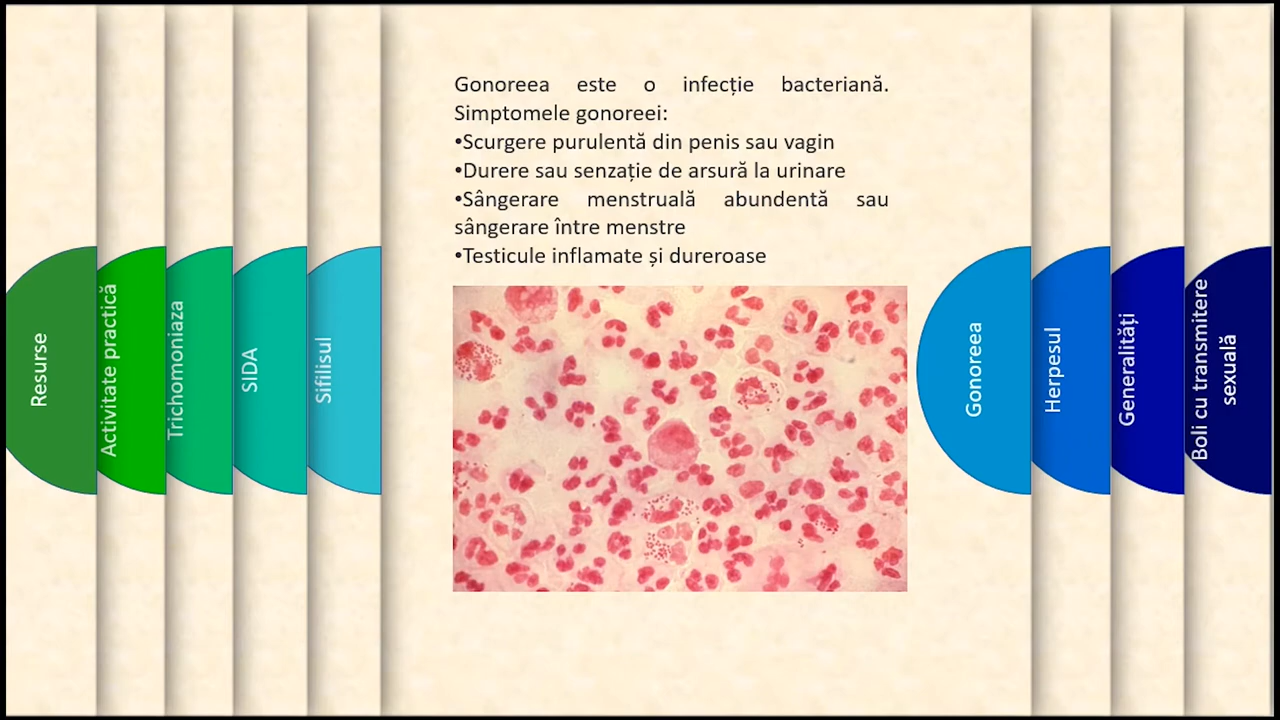 Gonoreea este o infecție bacteriană.
Simptomele gonoreei:
•Scurgere purulentă din penis sau vagin
•Durere sau senzație de arsură la urinare
•Sângerare menstruală abundentă sau
sângerare între menstre
•Testicule inflamate și dureroase
Resurse
Activitate practică
Trichomoniaza
SIDA
Sifilisul
Gonoreea
Herpesul
Generalități
Boli cu transmitere
sexuală